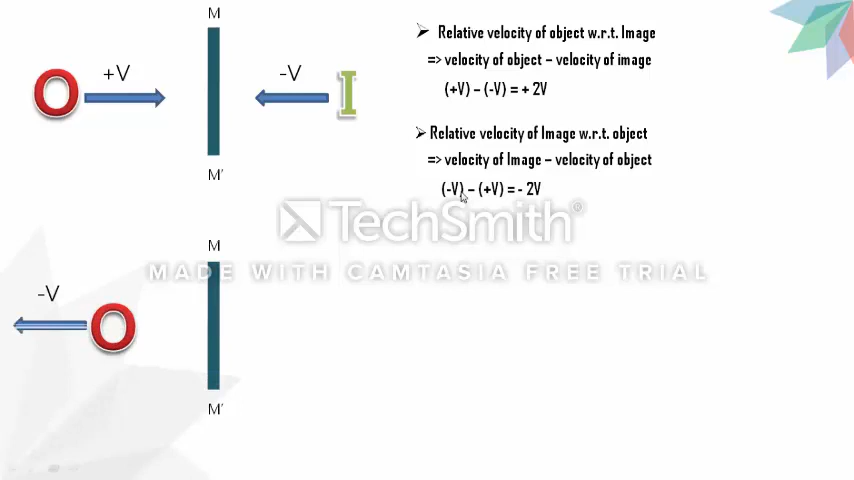 M
+V
-V
O
I
M'
Relative velocity of object w.r.t. Image
=> velocity of object – velocity of image
(+V) – (-V) = + 2V
Relative velocity of Image w.r.t. object
=> velocity of Image – velocity of object
(-V) – (+V) = - 2V
TechSmith®
MADE WITH CAMTASIA FREE TRIAL
M
-V
O
M'